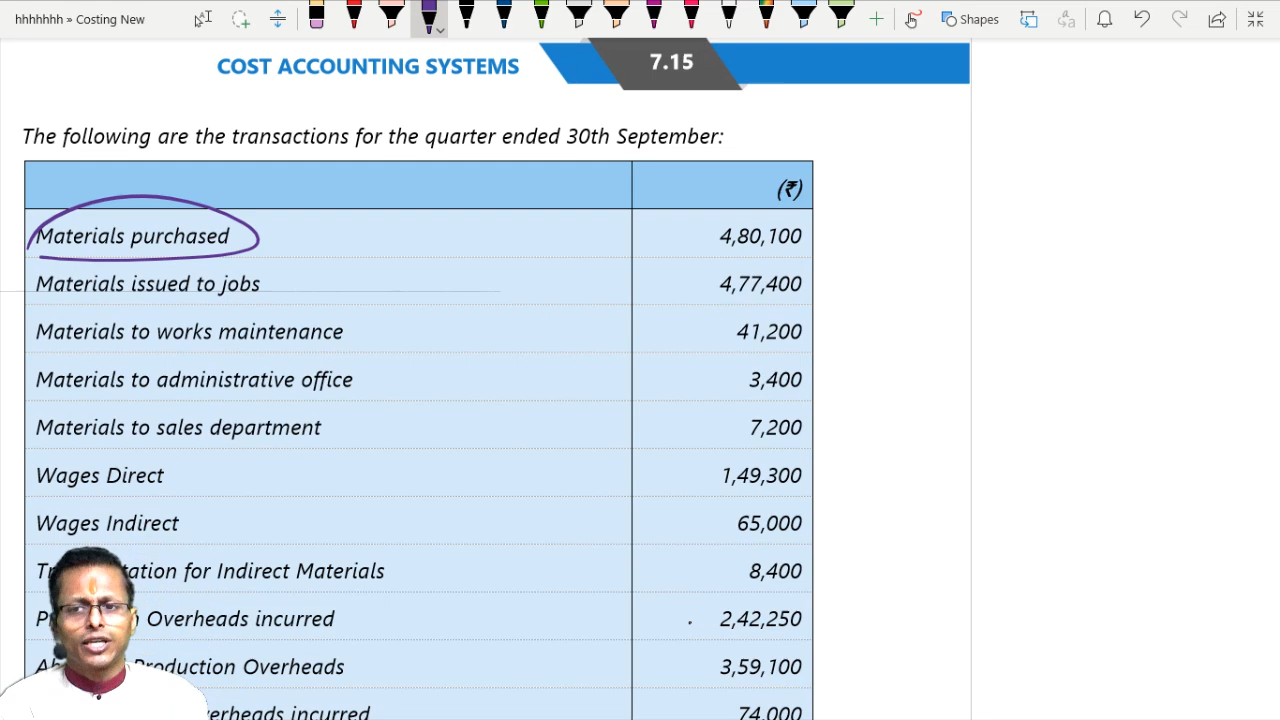 hhhhhhh » Costing New
Shapes
COST ACCOUNTING SYSTEMS
7.15
The following are the transactions for the quarter ended 30th September:
(₹)
Materials purchased 4,80,100
Materials issued to jobs 4,77,400
Materials to works maintenance 41,200
Materials to administrative office 3,400
Materials to sales department 7,200
Wages Direct 1,49,300
Wages Indirect 65,000
for Indirect Materials 8,400
Overheads incurred 2,42,250
Production Overheads 3,59,100
incurred 74,000